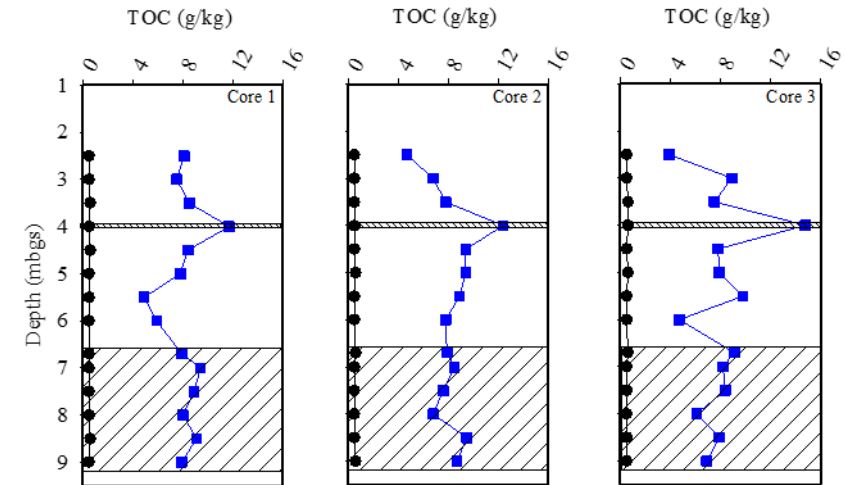 TOC (g/kg) TOC (g/kg) TOC (g/kg)
0 4 8 12 16 0 4 8 12 16 0 4 8 12 16
Core 1 Core 2 Core 3
Depth (mbgs)
1
2
3
4
5
6
7
8
9